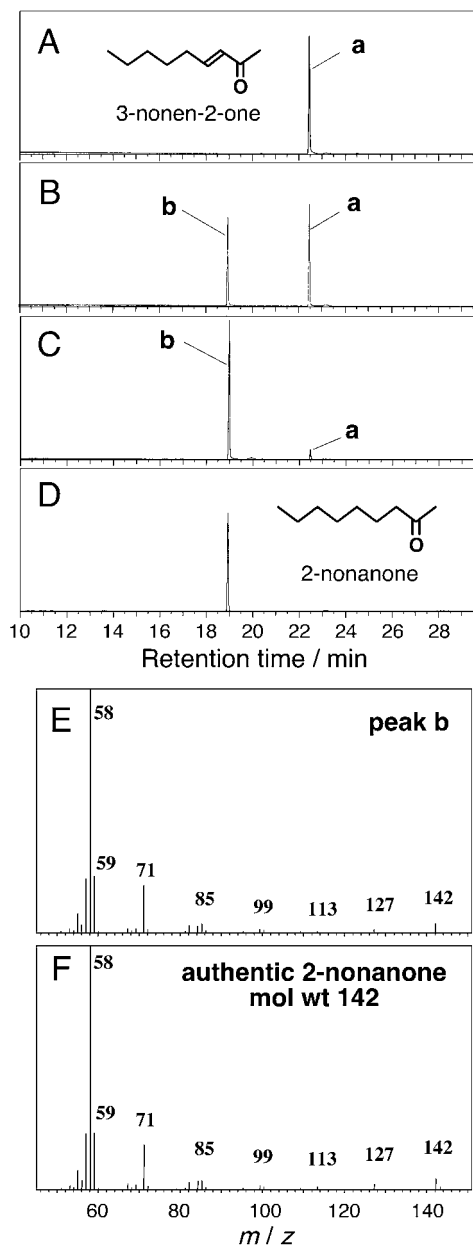 A
a
O
3-nonen-2-one
B
b
a
C
b
a
D
O
2-nonanone
10 12 14 16 18 20 22 24 26 28
Retention time / min
E
58
peak b
59
71
85
99
113
127
142
F
58
authentic 2-nonanone
mol wt 142
59
71
85
99
113
127
142
60 80 100 120 140
m / z